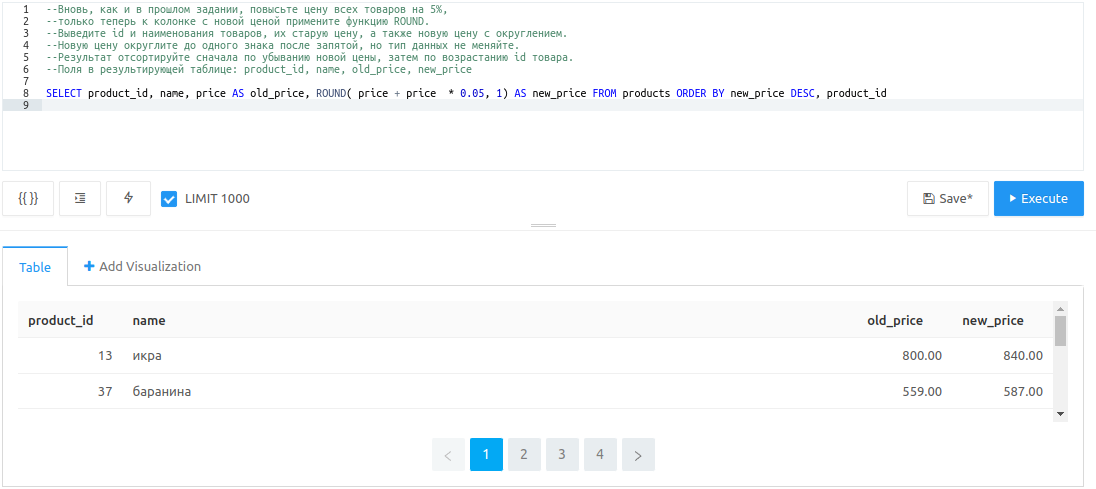 1 --Вновь, как и в прошлом задании, повысьте цену всех товаров на 5%,
2 --только теперь к колонке с новой ценой примените функцию ROUND.
3 --Выведите id и наименования товаров, их старую цену, а также новую цену с округлением.
4 --Новую цену округлите до одного знака после запятой, но тип данных не меняйте.
5 --Результат отсортируйте сначала по убыванию новой цены, затем по возрастанию id товара.
6 --Поля в результирующей таблице: product_id, name, old_price, new_price
7
8 SELECT product_id, name, price AS old_price, ROUND( price + price  * 0.05, 1) AS new_price FROM products ORDER BY new_price DESC, product_id
9
{{ }} LIMIT 1000 Save* Execute
Table + Add Visualization
product_id name old_price new_price
13 икра 800.00 840.00
37 баранина 559.00 587.00
< 1 2 3 4 >